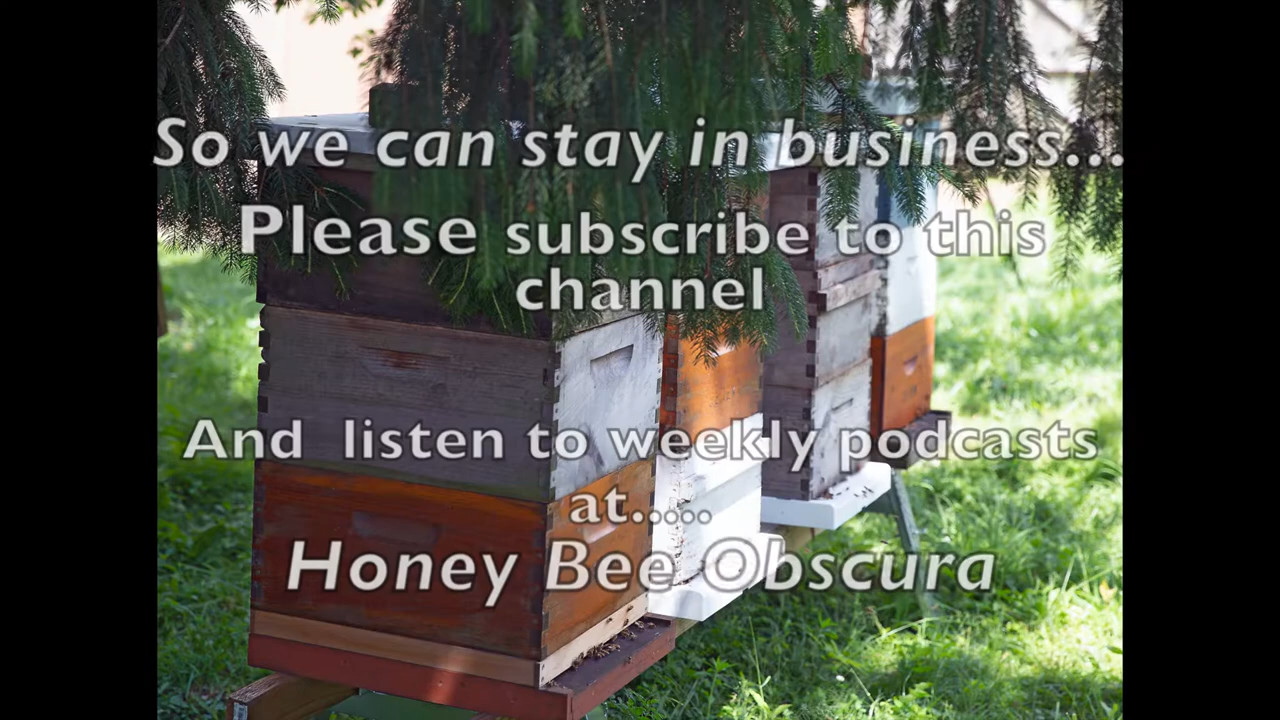 So we can stay in business...
Please subscribe to this
channel
And listen to weekly podcasts
at.....
Honey Bee Obscura